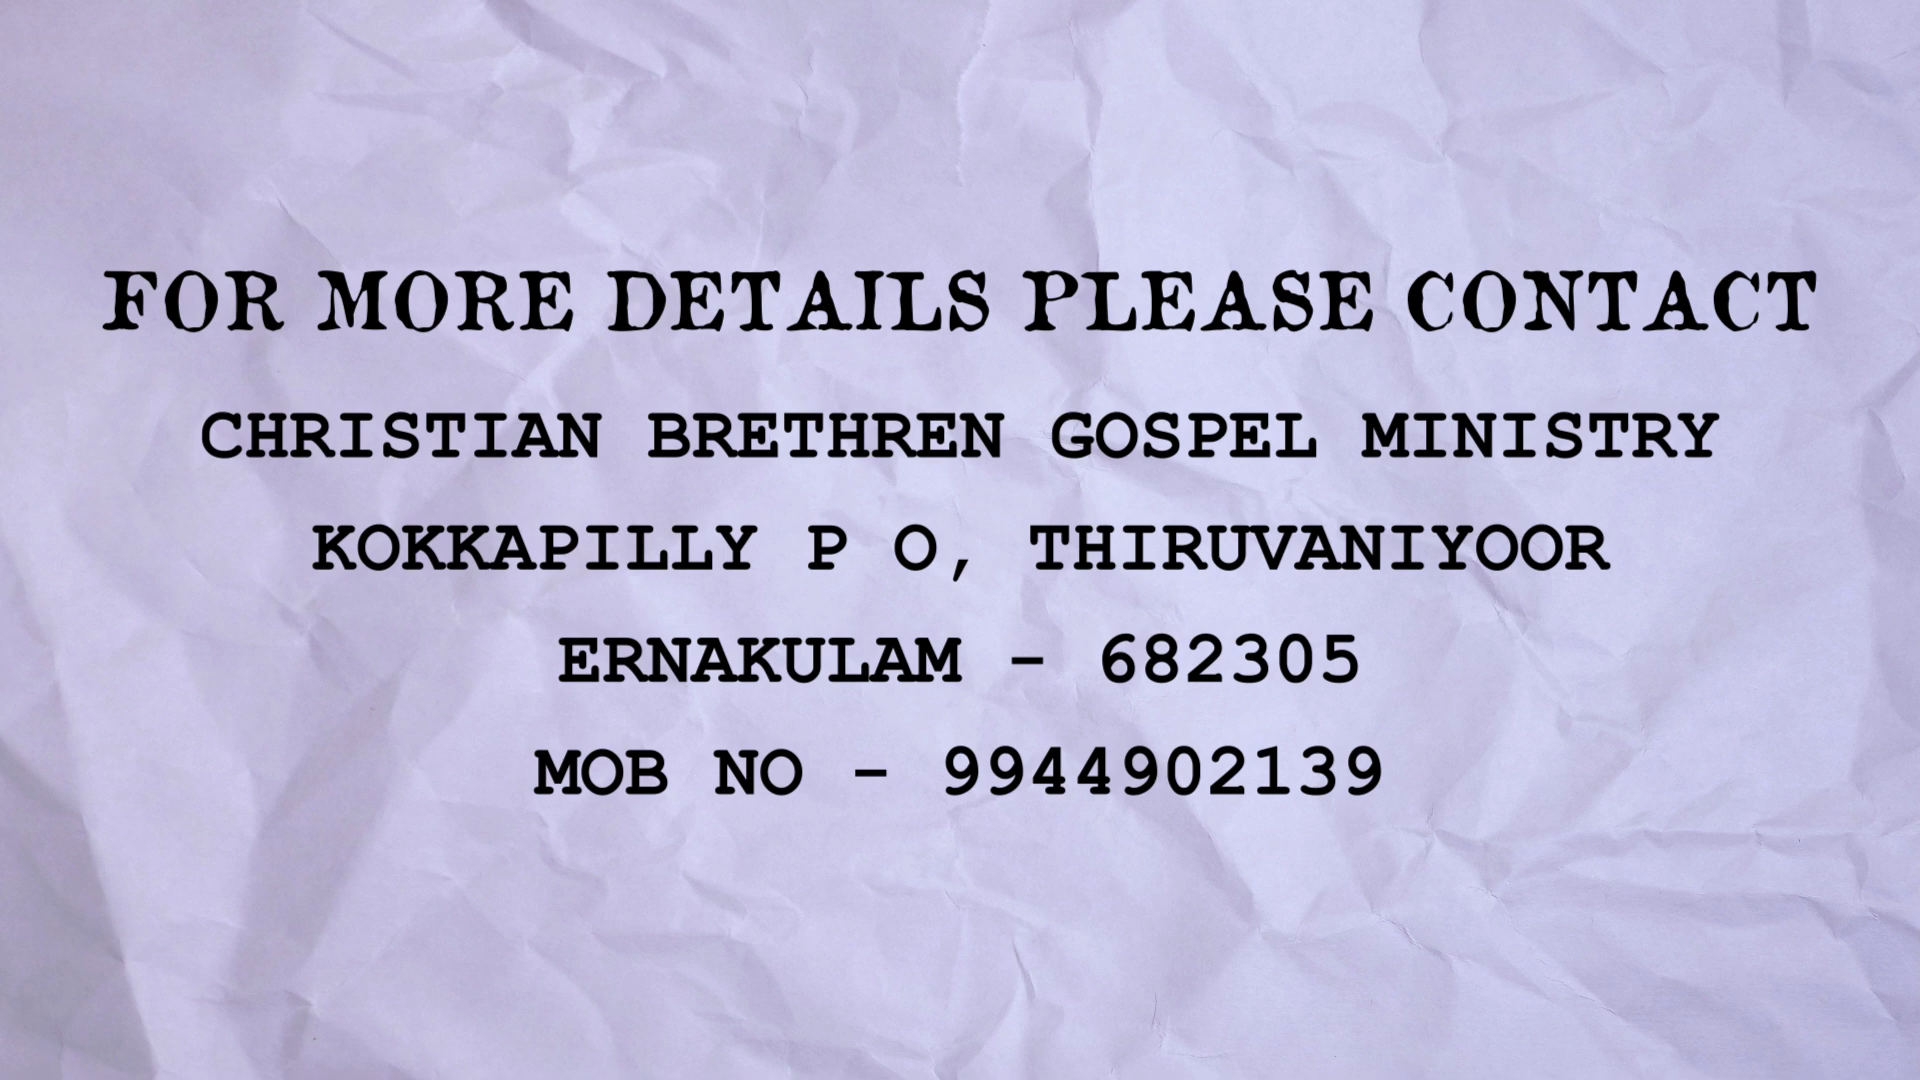 FOR MORE DETAILS PLEASE CONTACT
CHRISTIAN BRETHREN GOSPEL MINISTRY
KOKKAPILLY P O, THIRUVANIYOOR
ERNAKULAM - 682305
MOB NO - 9944902139